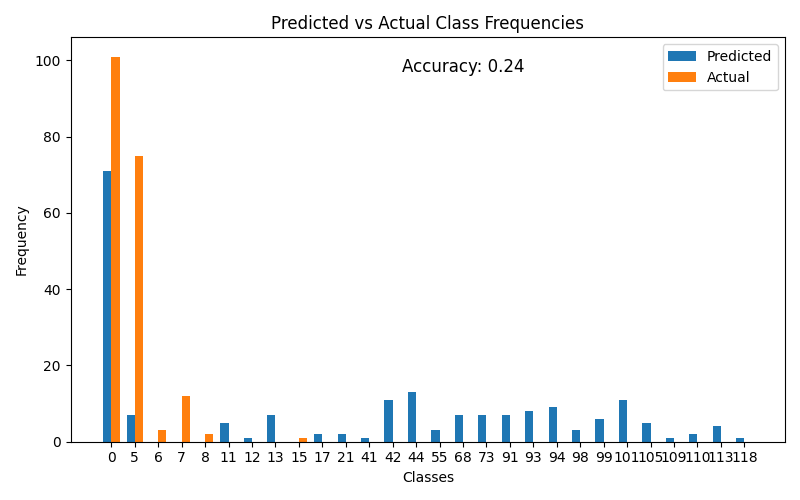 Predicted vs Actual Class Frequencies
Accuracy: 0.24
Predicted
Actual
Frequency
100
80
60
40
20
0
0 5 6 7 8 11 12 13 15 17 21 41 42 44 55 68 73 91 93 94 98 99 101 105 109 110 113 118
Classes